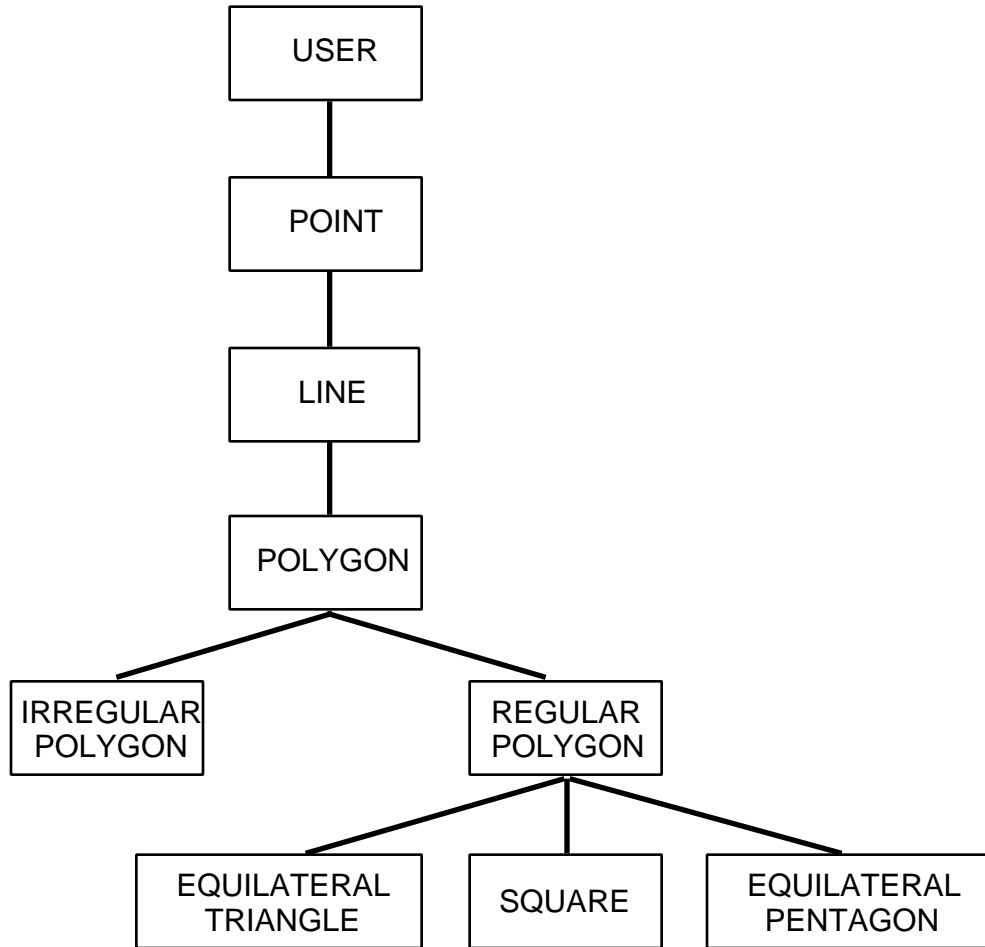 USER
POINT
LINE
POLYGON
IRREGULAR
POLYGON
REGULAR
POLYGON
EQUILATERAL
TRIANGLE
SQUARE
EQUILATERAL
PENTAGON